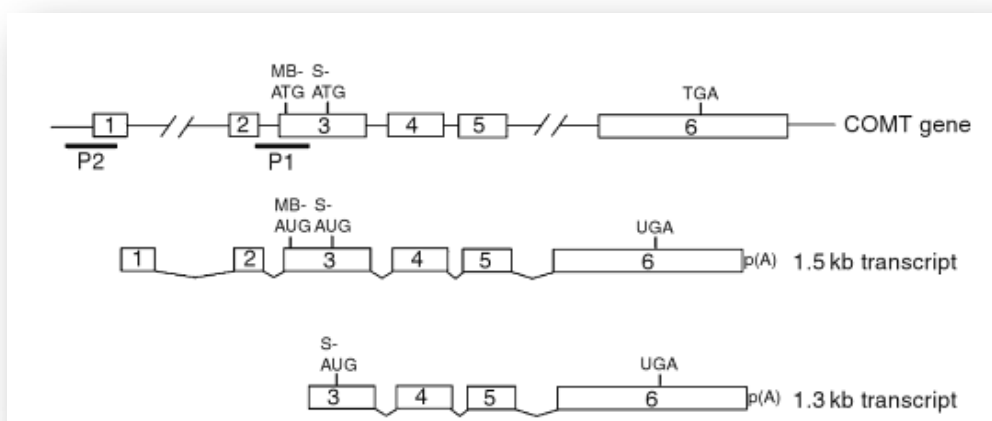 MB- S-
ATG ATG
TGA
1 2 3 4 5 6 COMT gene
P2 P1
MB- S-
AUG AUG
UGA
1 2 3 4 5 6 p(A) 1.5 kb transcript
S-
AUG
UGA
3 4 5 6 p(A) 1.3 kb transcript